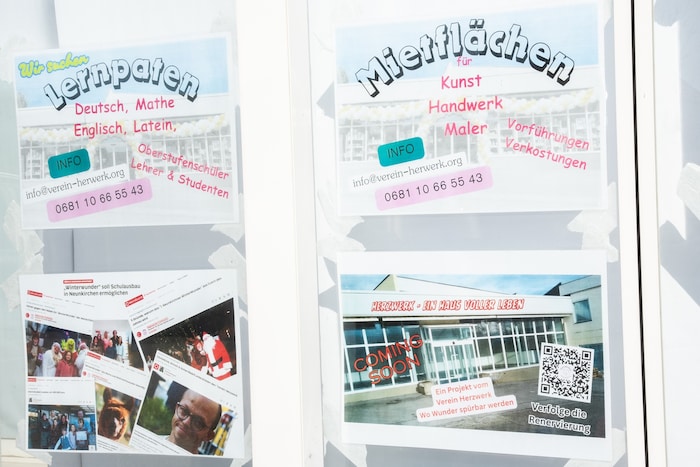 Wir suchen
Lernpaten
Deutsch, Mathe
Englisch, Latein,
Oberstufenschüler
Lehrer & Studenten
INFO
info@verein-herwerk.org
0681 10 66 55 43
Mietflächen
für
Kunst
Handwerk
Maler
Vorführungen
Verköstungen
INFO
info@verein-herwerk.org
0681 10 66 55 43
„Winterwunder“ soll Schulausbau
in Neunkirchen ermöglichen
HERZWERK - EIN HAUS VOLLER LEBEN
COMING
SOON
Ein Projekt vom
Verein Herzwerk
Wo Wunder spürbar werden
Verfolge die
Renervierung